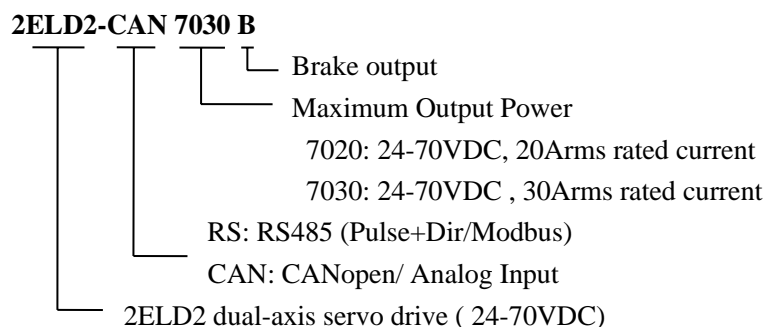 2ELD2-CAN 7030 B
Brake output
Maximum Output Power
7020: 24-70VDC, 20Arms rated current
7030: 24-70VDC , 30Arms rated current
RS: RS485 (Pulse+Dir/Modbus)
CAN: CANopen/ Analog Input
2ELD2 dual-axis servo drive ( 24-70VDC)